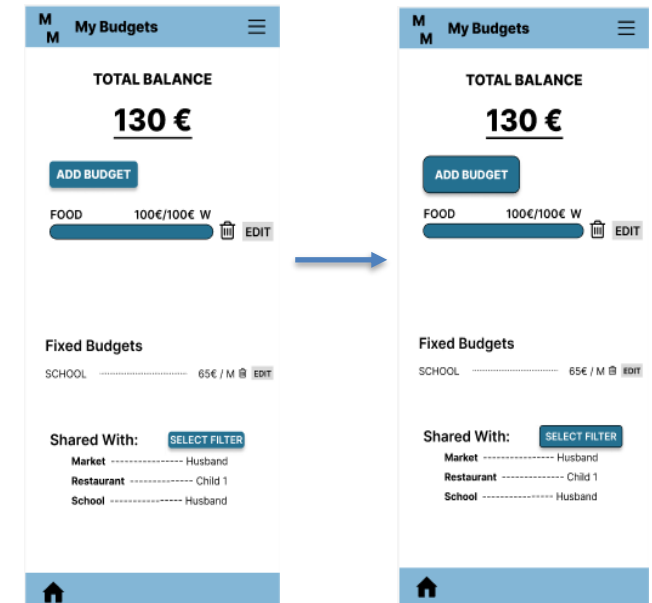 M
M My Budgets
TOTAL BALANCE
130 €
ADD BUDGET
FOOD 100€/100€ W
EDIT
Fixed Budgets
SCHOOL 65€ / M EDIT
Shared With: SELECT FILTER
Market ---------------- Husband
Restaurant -------------- Child 1
School ---------------- Husband
M
M My Budgets
TOTAL BALANCE
130 €
ADD BUDGET
FOOD 100€/100€ W
EDIT
Fixed Budgets
SCHOOL 65€ / M EDIT
Shared With: SELECT FILTER
Market ---------------- Husband
Restaurant -------------- Child 1
School ---------------- Husband